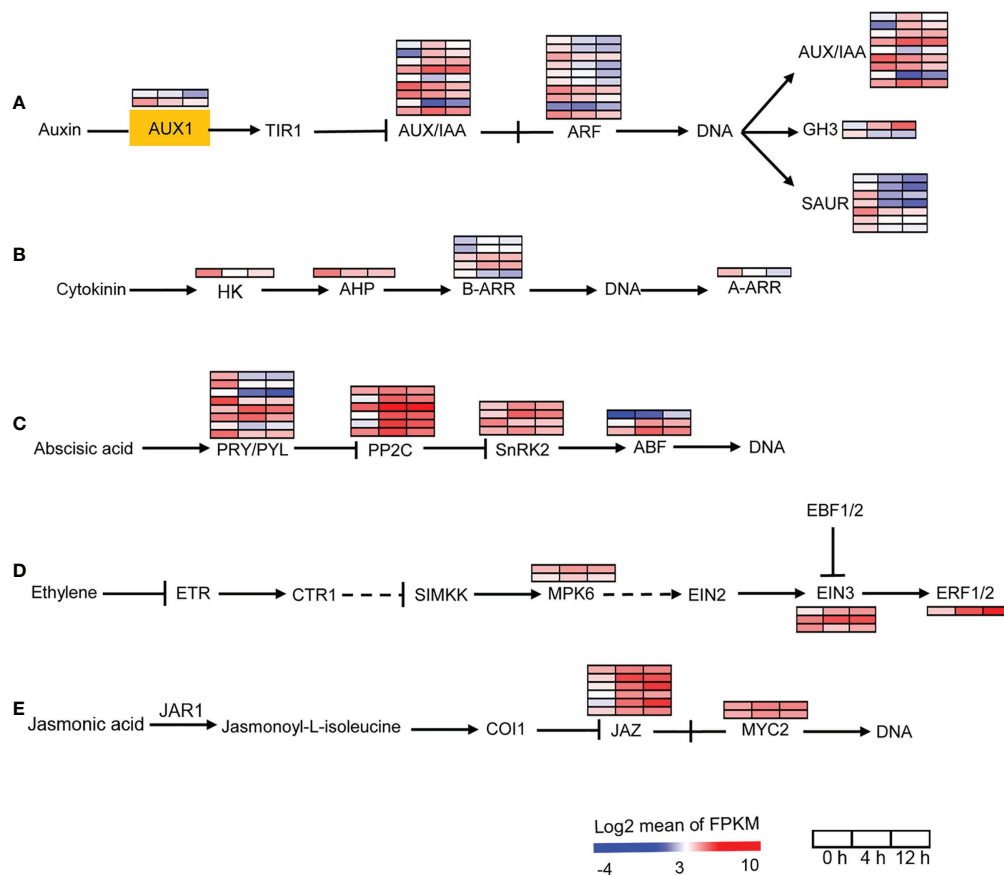 A
Auxin
AUX1
TIR1
AUX/IAA
ARF
DNA
AUX/IAA
GH3
SAUR
B
Cytokinin
HK
AHP
B-ARR
DNA
A-ARR
C
Abscisic acid
PRY/PYL
PP2C
SnRK2
ABF
DNA
EBF1/2
D
Ethylene
ETR
CTR1
SIMKK
MPK6
EIN2
EIN3
ERF1/2
E
Jasmonic acid
JAR1
Jasmonoyl-L-isoleucine
COI1
JAZ
MYC2
DNA
Log2 mean of FPKM
-4 3 10
0 h 4 h 12 h